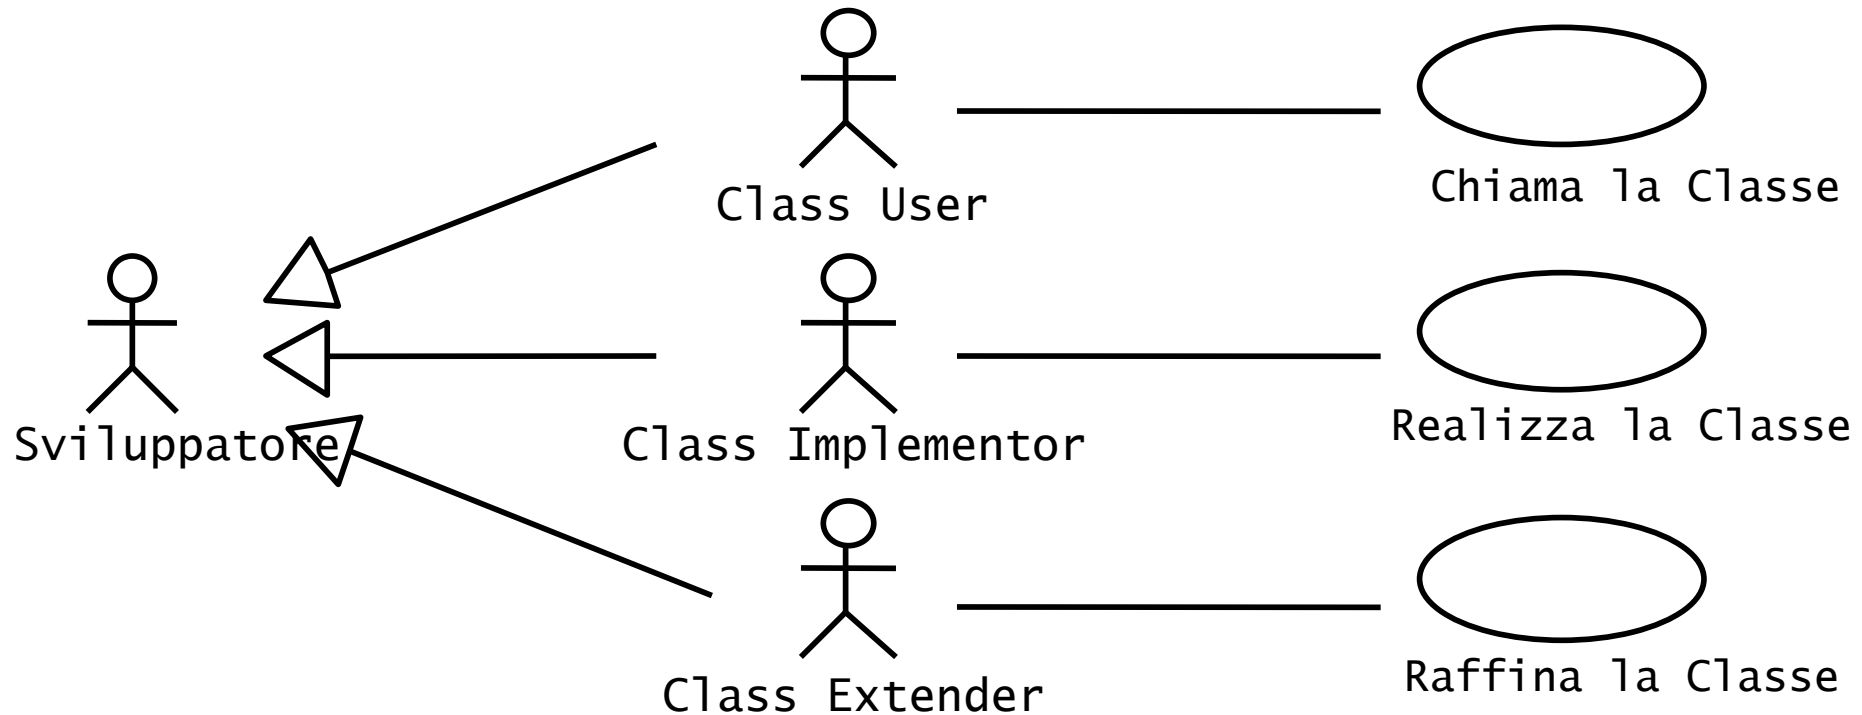 Class User
Chiama la Classe
Sviluppatore
Class Implementor
Realizza la Classe
Class Extender
Raffina la Classe